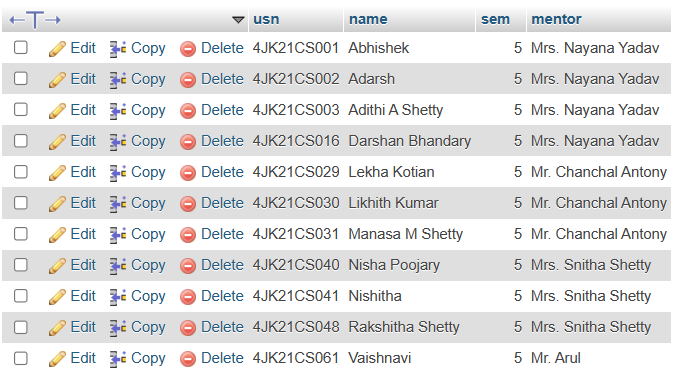 usn name sem mentor
Edit Copy Delete 4JK21CS001 Abhishek 5 Mrs. Nayana Yadav
Edit Copy Delete 4JK21CS002 Adarsh 5 Mrs. Nayana Yadav
Edit Copy Delete 4JK21CS003 Adithi A Shetty 5 Mrs. Nayana Yadav
Edit Copy Delete 4JK21CS016 Darshan Bhandary 5 Mrs. Nayana Yadav
Edit Copy Delete 4JK21CS029 Lekha Kotian 5 Mr. Chanchal Antony
Edit Copy Delete 4JK21CS030 Likhith Kumar 5 Mr. Chanchal Antony
Edit Copy Delete 4JK21CS031 Manasa M Shetty 5 Mr. Chanchal Antony
Edit Copy Delete 4JK21CS040 Nisha Poojary 5 Mrs. Snitha Shetty
Edit Copy Delete 4JK21CS041 Nishitha 5 Mrs. Snitha Shetty
Edit Copy Delete 4JK21CS048 Rakshitha Shetty 5 Mrs. Snitha Shetty
Edit Copy Delete 4JK21CS061 Vaishnavi 5 Mr. Arul